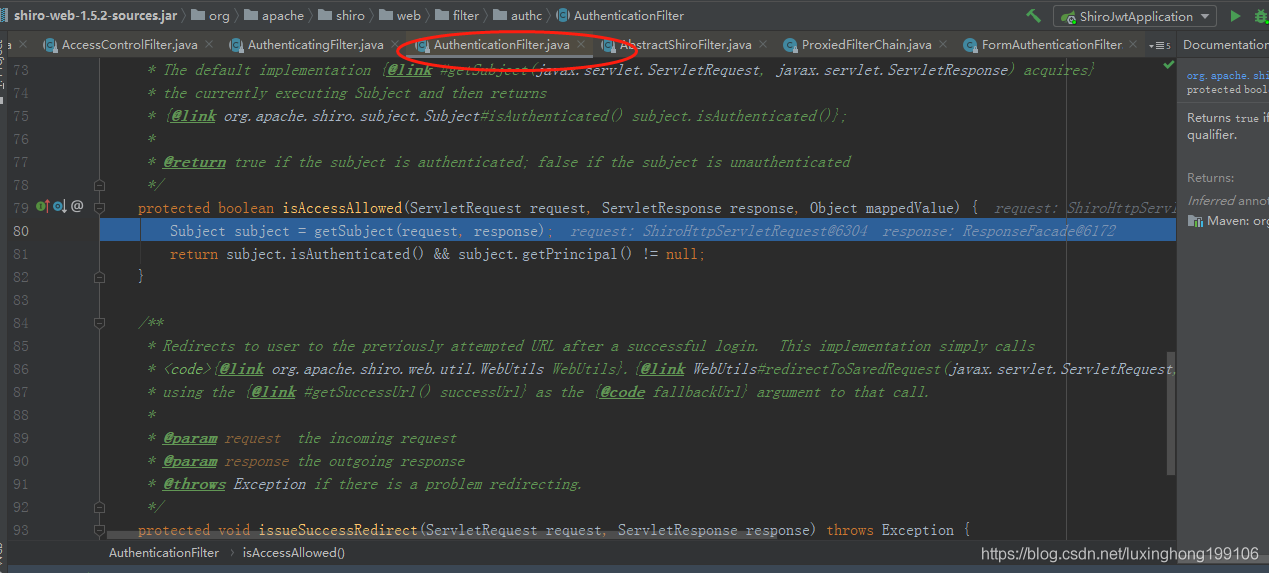 shiro-web-1.5.2-sources.jar org apache shiro web filter authc AuthenticationFilter ShiroJwtApplication
AccessControlFilter.java AuthenticatingFilter.java AuthenticationFilter.java AbstractShiroFilter.java ProxiedFilterChain.java FormAuthenticationFilter Documentation
73 * The default implementation {@link #getSubject(javax.servlet.ServletRequest, javax.servlet.ServletResponse) acquires}
74 * the currently executing Subject and then returns
75 * {@link org.apache.shiro.subject.Subject#isAuthenticated() subject.isAuthenticated()};
76 *
77 * @return true if the subject is authenticated; false if the subject is unauthenticated
78 */
79 protected boolean isAccessAllowed(ServletRequest request, ServletResponse response, Object mappedValue) { request: ShiroHttpServl
80 Subject subject = getSubject(request, response); request: ShiroHttpServletRequest@6304 response: ResponseFacade@6172
81 return subject.isAuthenticated() && subject.getPrincipal() != null;
82 }
83
84 /**
85 * Redirects to user to the previously attempted URL after a successful login. This implementation simply calls
86 * <code>{@link org.apache.shiro.web.util.WebUtils WebUtils}.{@link WebUtils#redirectToSavedRequest(javax.servlet.ServletRequest,
87 * using the {@link #getSuccessUrl() successUrl} as the {@code fallbackUrl} argument to that call.
88 *
89 * @param request the incoming request
90 * @param response the outgoing response
91 * @throws Exception if there is a problem redirecting.
92 */
93 protected void issueSuccessRedirect(ServletRequest request, ServletResponse response) throws Exception {
AuthenticationFilter isAccessAllowed()
org.apache.shi
protected bool
Returns true if
qualifier.
Returns:
Inferred annot
Maven: org
https://blog.csdn.net/luxinghong199106